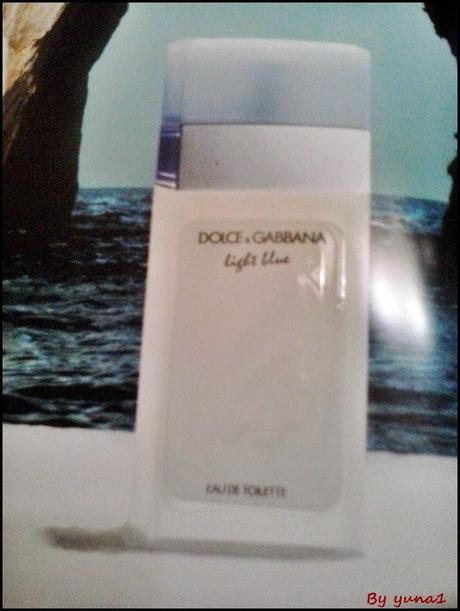 DOLCE & GABBANA
light blue
EAU DE TOILETTE
By yuna1